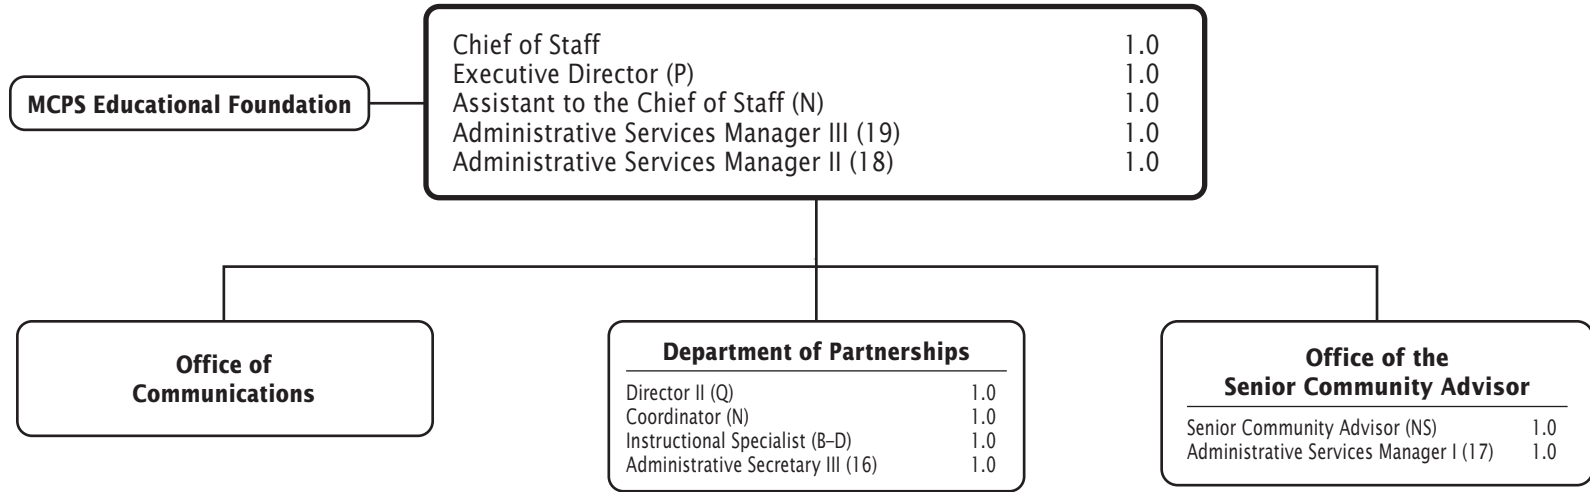 Chief of Staff 1.0
Executive Director (P) 1.0
MCPS Educational Foundation
Assistant to the Chief of Staff (N) 1.0
Administrative Services Manager III (19) 1.0
Administrative Services Manager II (18) 1.0
Office of
Communications
Department of Partnerships
Director II (Q) 1.0
Coordinator (N) 1.0
Instructional Specialist (B–D) 1.0
Administrative Secretary III (16) 1.0
Office of the
Senior Community Advisor
Senior Community Advisor (NS) 1.0
Administrative Services Manager I (17) 1.0